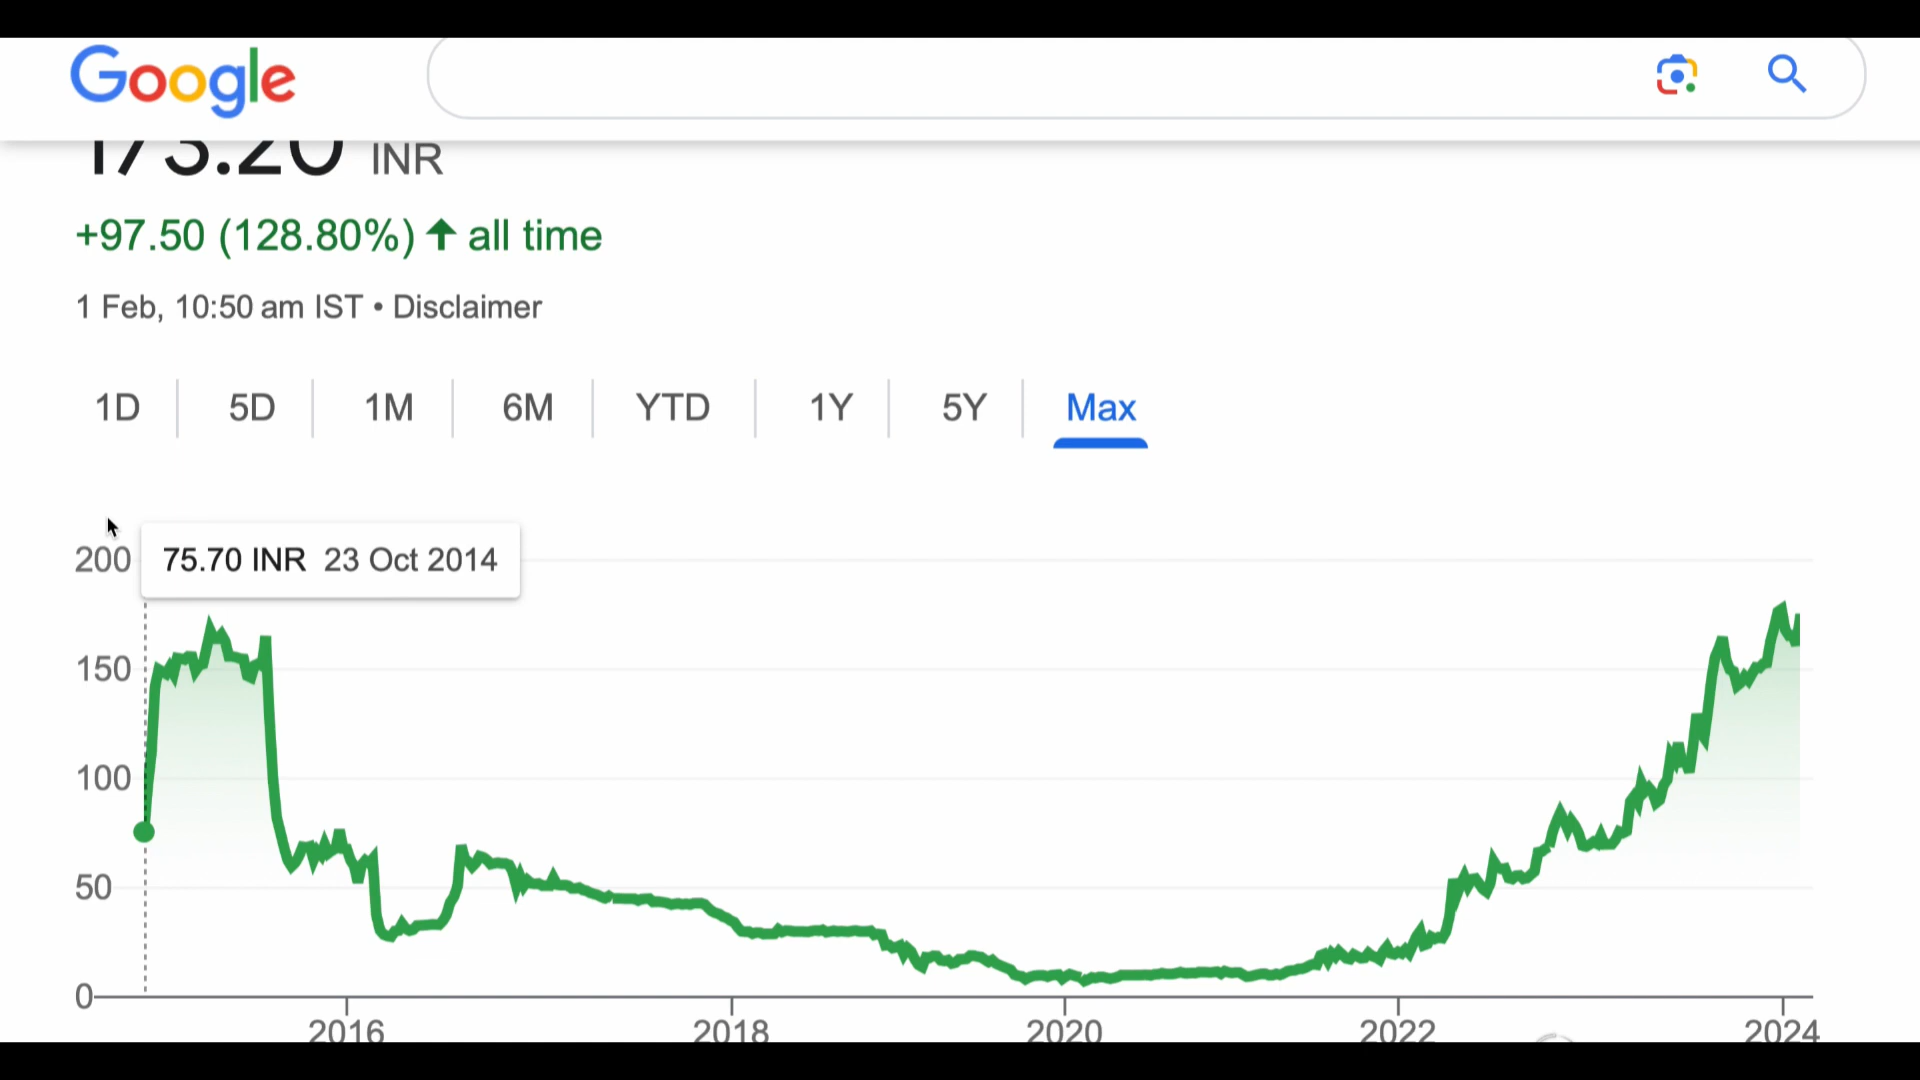 Google
173.20 INR
+97.50 (128.80%) ↑ all time
1 Feb, 10:50 am IST • Disclaimer
1D 5D 1M 6M YTD 1Y 5Y Max
200 75.70 INR 23 Oct 2014
150
100
50
0
2016 2018 2020 2022 2024